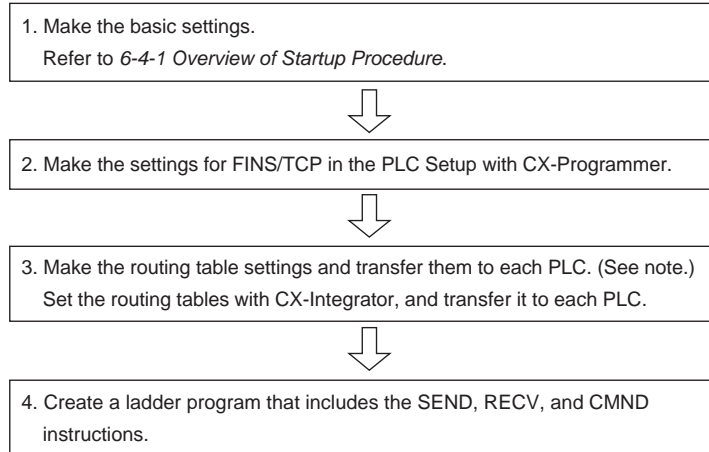 1. Make the basic settings.
Refer to 6-4-1 Overview of Startup Procedure.
2. Make the settings for FINS/TCP in the PLC Setup with CX-Programmer.
3. Make the routing table settings and transfer them to each PLC. (See note.)
Set the routing tables with CX-Integrator, and transfer it to each PLC.
4. Create a ladder program that includes the SEND, RECV, and CMND
instructions.